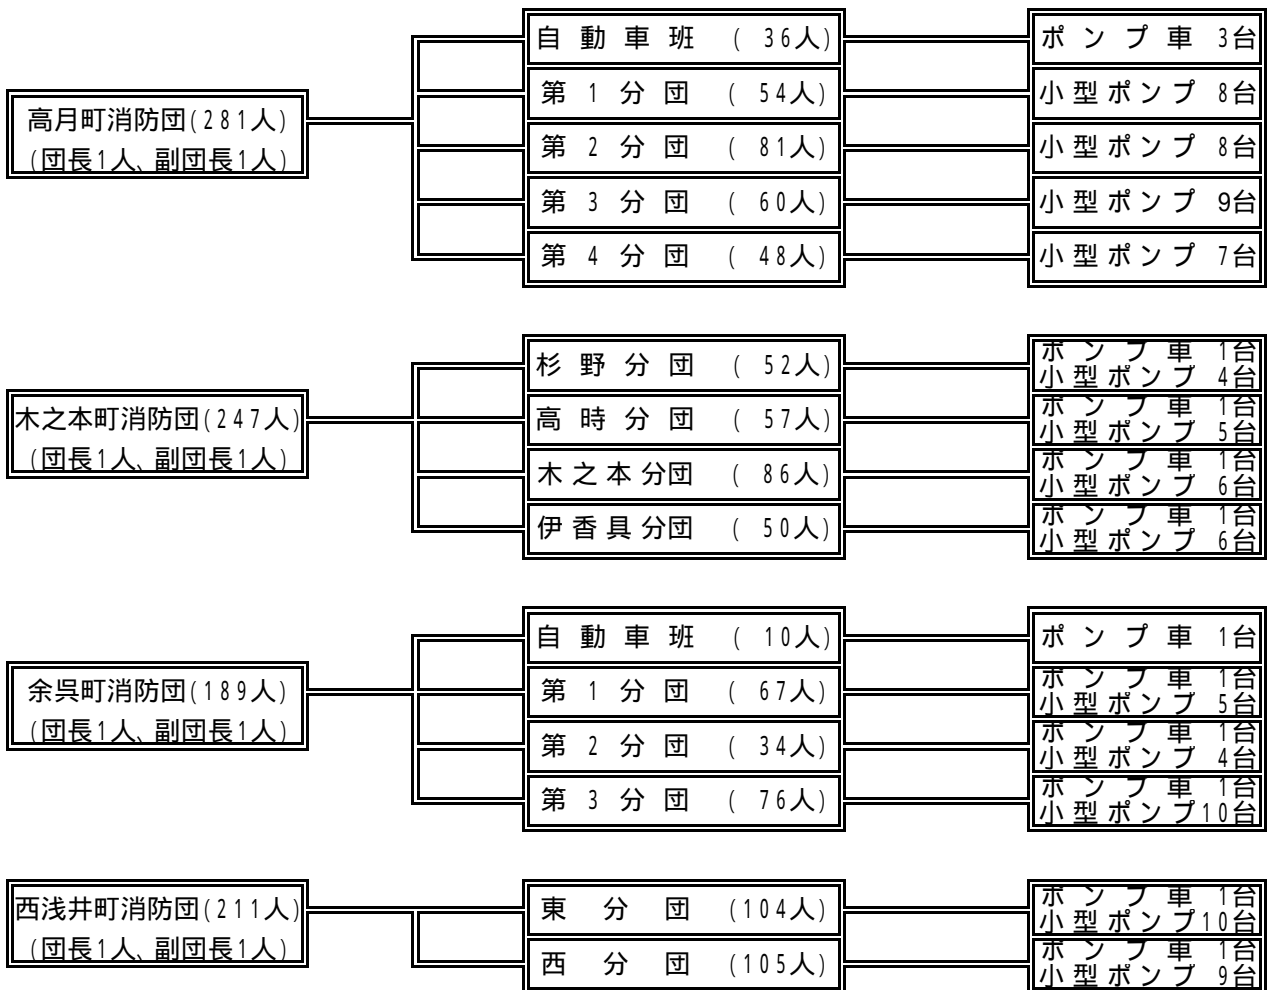 高月町消防団(281人)
(団長1人、副団長1人)
自動車班 ( 36人)
ポンプ車 3台
第1分団 ( 54人)
小型ポンプ 8台
第2分団 ( 81人)
小型ポンプ 8台
第3分団 ( 60人)
小型ポンプ 9台
第4分団 ( 48人)
小型ポンプ 7台
木之本町消防団(247人)
(団長1人、副団長1人)
杉野分団 ( 52人)
ポンプ車 1台
小型ポンプ 4台
高時分団 ( 57人)
ポンプ車 1台
小型ポンプ 5台
木之本分団 ( 86人)
ポンプ車 1台
小型ポンプ 6台
伊香具分団 ( 50人)
ポンプ車 1台
小型ポンプ 6台
余呉町消防団(189人)
(団長1人、副団長1人)
自動車班 ( 10人)
ポンプ車 1台
第1分団 ( 67人)
ポンプ車 1台
小型ポンプ 5台
第2分団 ( 34人)
ポンプ車 1台
小型ポンプ 4台
第3分団 ( 76人)
ポンプ車 1台
小型ポンプ10台
西浅井町消防団(211人)
(団長1人、副団長1人)
東分団 (104人)
ポンプ車 1台
小型ポンプ10台
西分団 (105人)
ポンプ車 1台
小型ポンプ 9台